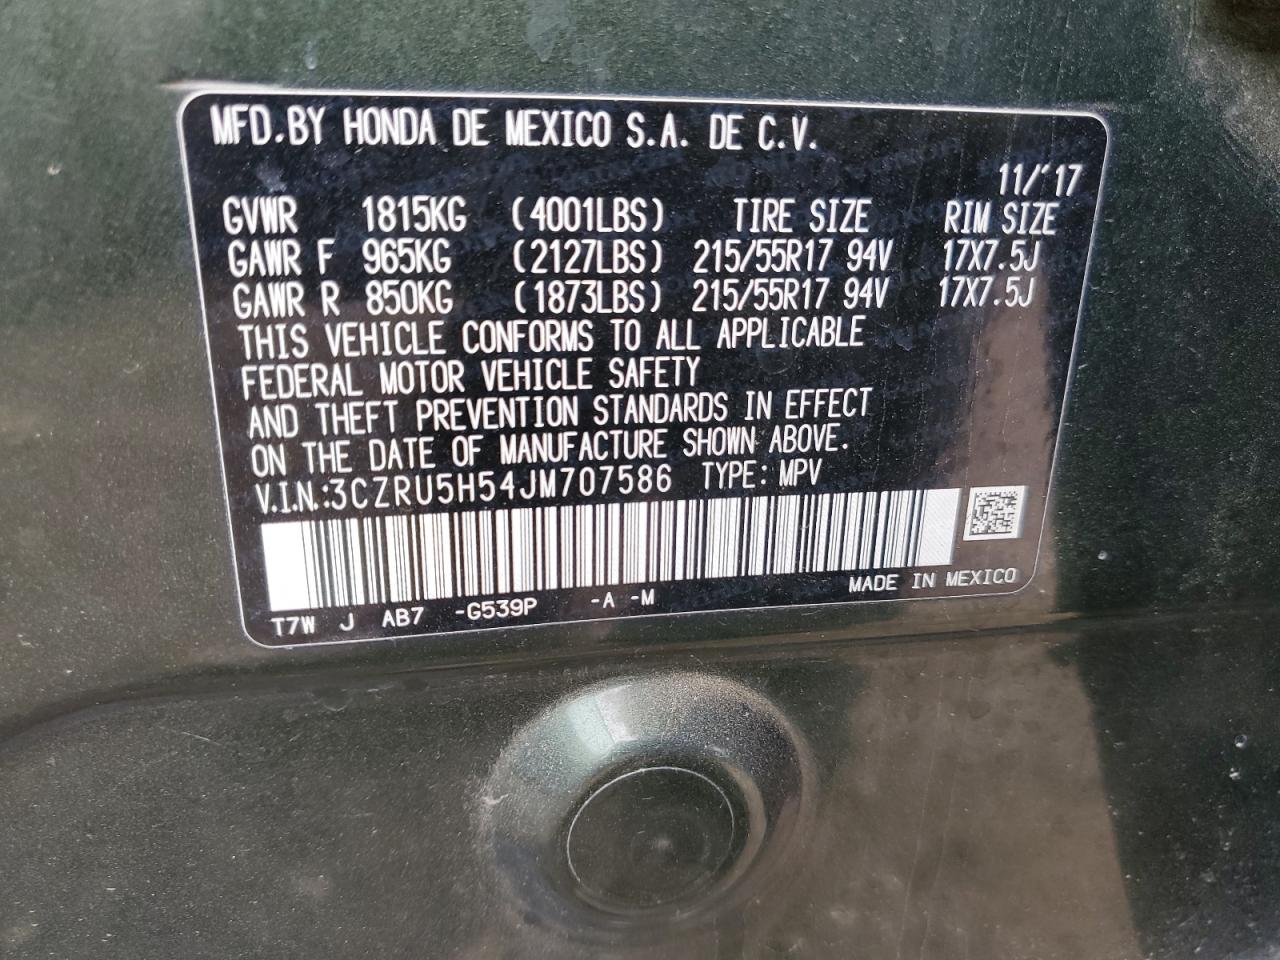 MFD.BY HONDA DE MEXICO S.A. DE C.V.
11/'17
GVWR 1815KG (4001LBS) TIRE SIZE RIM SIZE
GAWR F 965KG (2127LBS) 215/55R17 94V 17X7.5J
GAWR R 850KG (1873LBS) 215/55R17 94V 17X7.5J
THIS VEHICLE CONFORMS TO ALL APPLICABLE
FEDERAL MOTOR VEHICLE SAFETY
AND THEFT PREVENTION STANDARDS IN EFFECT
ON THE DATE OF MANUFACTURE SHOWN ABOVE.
V.I.N.:3CZRU5H54JM707586 TYPE: MPV
MADE IN MEXICO
T7W J AB7 -G539P -A -M